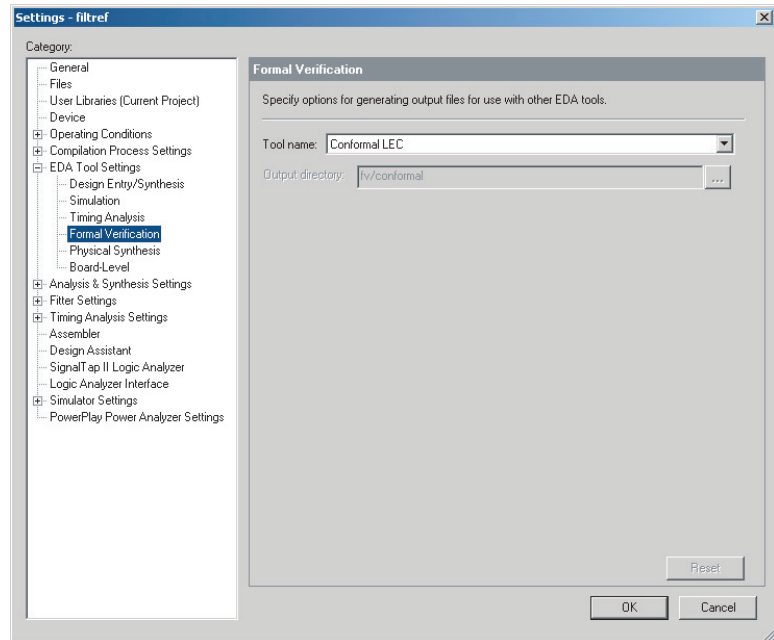 Settings - filtref
Category:
General
Files
User Libraries (Current Project)
Device
Operating Conditions
Compilation Process Settings
EDA Tool Settings
Design Entry/Synthesis
Simulation
Timing Analysis
Formal Verification
Physical Synthesis
Board-Level
Analysis & Synthesis Settings
Fitter Settings
Timing Analysis Settings
Assembler
Design Assistant
SignalTap II Logic Analyzer
Logic Analyzer Interface
Simulator Settings
PowerPlay Power Analyzer Settings
Formal Verification
Specify options for generating output files for use with other EDA tools.
Tool name: Conformal LEC
Output directory: fv/conformal ...
Reset
OK Cancel